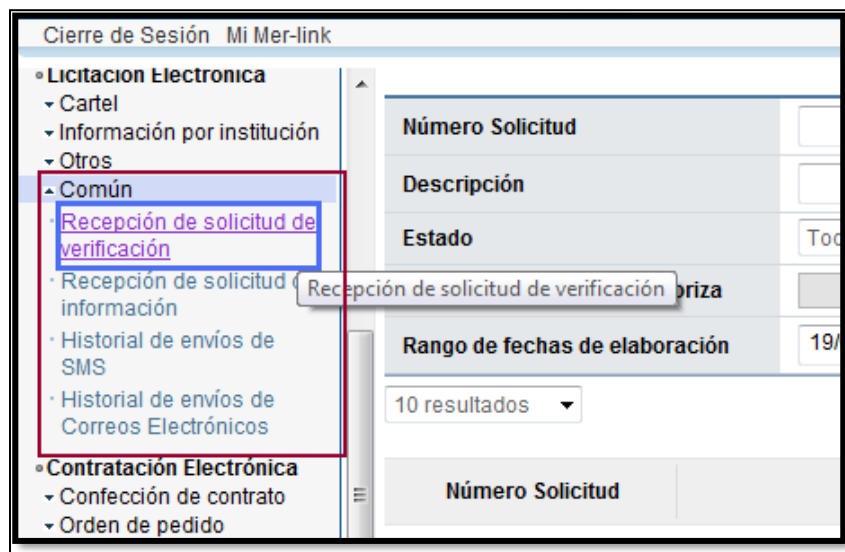 Cierre de Sesión Mi Mer-link
Licitación Electrónica
Cartel
Información por institución
Otros
Común
Recepción de solicitud de
verificación
Recepción de solicitud
información
Historial de envíos de
SMS
Historial de envíos de
Correos Electrónicos
Contratación Electrónica
Confección de contrato
Orden de pedido
Número Solicitud
Descripción
Estado
Recepción de solicitud de verificación
Rango de fechas de elaboración
19/
10 resultados
Número Solicitud